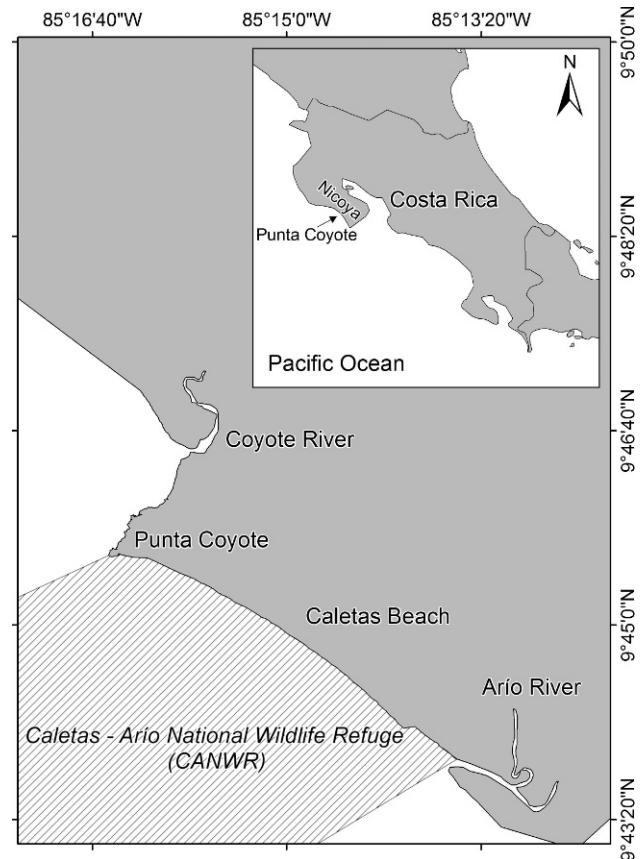 85°16'40"W
85°15'0"W
85°13'20"W
9°50'0"N
N
Nicoya
Costa Rica
Punta Coyote
9°48'20"N
Pacific Ocean
Coyote River
9°46'40"N
Punta Coyote
Caletas Beach
9°45'0"N
Arío River
Caletas - Ario National Wildlife Refuge
(CANWR)
9°43'20"N